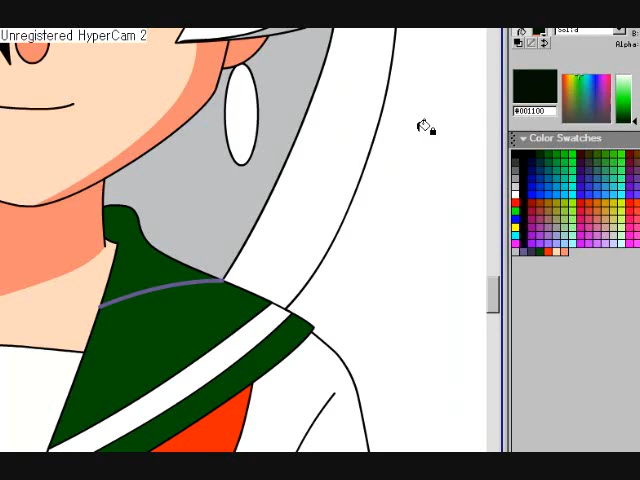 Unregistered HyperCam 2
Solid
B:
Alpha:
#001100
Color Swatches